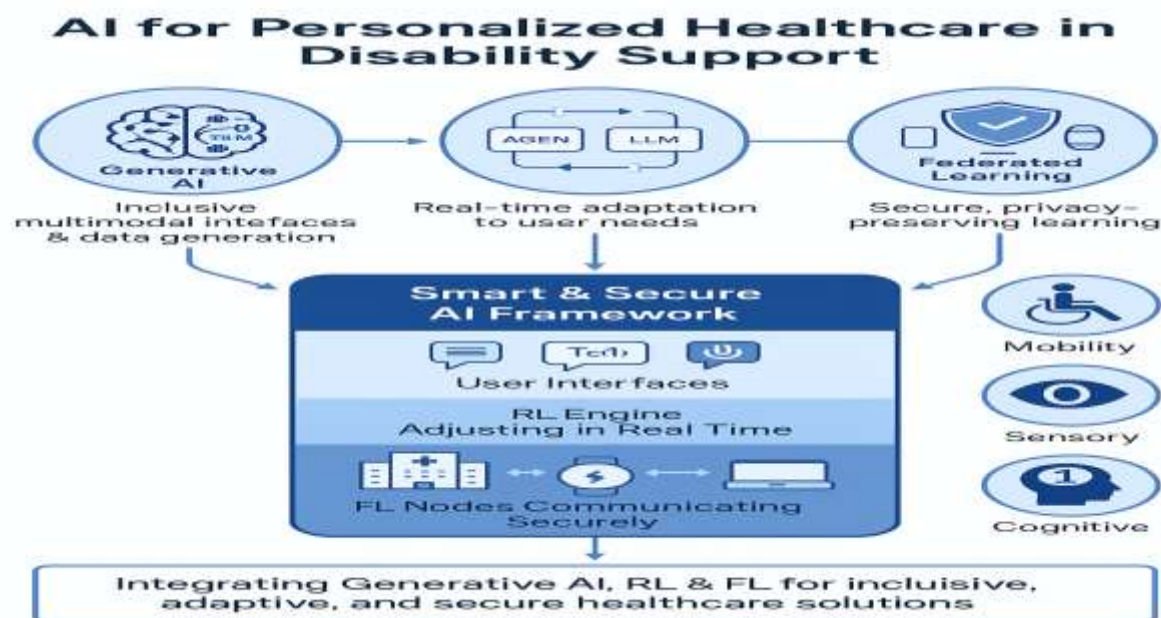 AI for Personalized Healthcare in
Disability Support
Generative
AI
Inclusive
multimodal intefaces
& data generation
AGEN
LLM
Real-time adaptation
to user needs
Federated
Learning
Secure, privacy-
preserving learning
Smart & Secure
AI Framework
User Interfaces
RL Engine
Adjusting in Real Time
FL Nodes Communicating
Securely
Mobility
Sensory
1
Cognitive
Integrating Generative AI, RL & FL for incluisive,
adaptive, and secure healthcare solutions